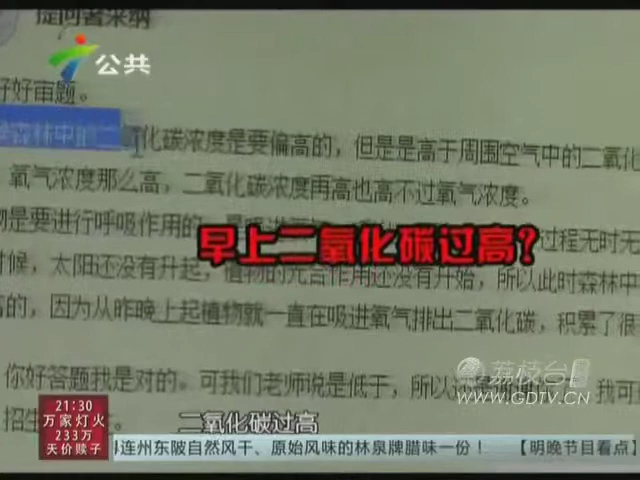 提问者采纳
公共
好好审题。
森林中的二氧化碳浓度是要偏高的，但是是高于周围空气中的二氧化
氧气浓度那么高，二氧化碳浓度再高也高不过氧气浓度。
物是要进行呼吸作用的，
过程无时无
早上二氧化碳过高?
时候，太阳还没有升起，植物的光合作用还没有开始，所以此时森林中
高的，因为从昨晚上起植物就一直在吸进氧气排出二氧化碳，积累了很
你好答题我是对的。可我们老师说是低于，所以
我可
荔枝台
www.GDTV.CN
招生
二氧化碳过高
21:30
万家灯火
233万
天价赎子
连州东陂自然风干、原始风味的林泉牌腊味一份！ 【明晚节目看点】